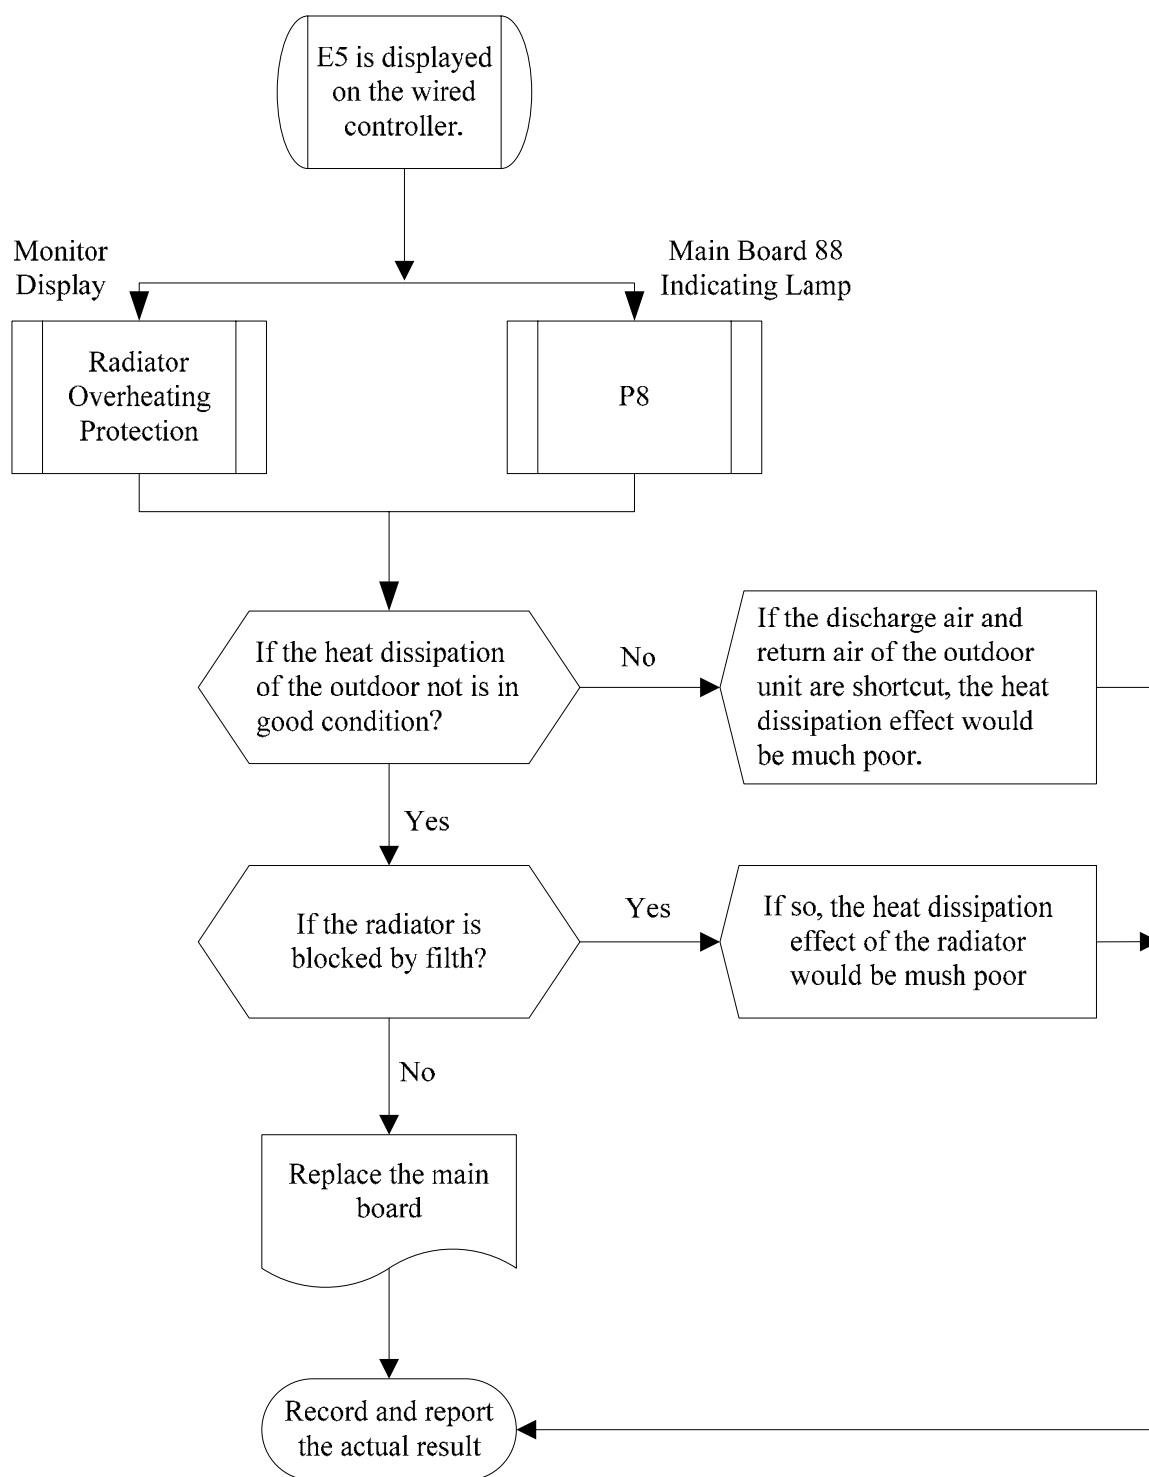 E5 is displayed
on the wired
controller.
Monitor
Display
Main Board 88
Indicating Lamp
Radiator
Overheating
Protection
P8
If the heat dissipation
of the outdoor not is in
good condition?
No
If the discharge air and
return air of the outdoor
unit are shortcut, the heat
dissipation effect would
be much poor.
Yes
If the radiator is
blocked by filth?
Yes
If so, the heat dissipation
effect of the radiator
would be mush poor
No
Replace the main
board
Record and report
the actual result